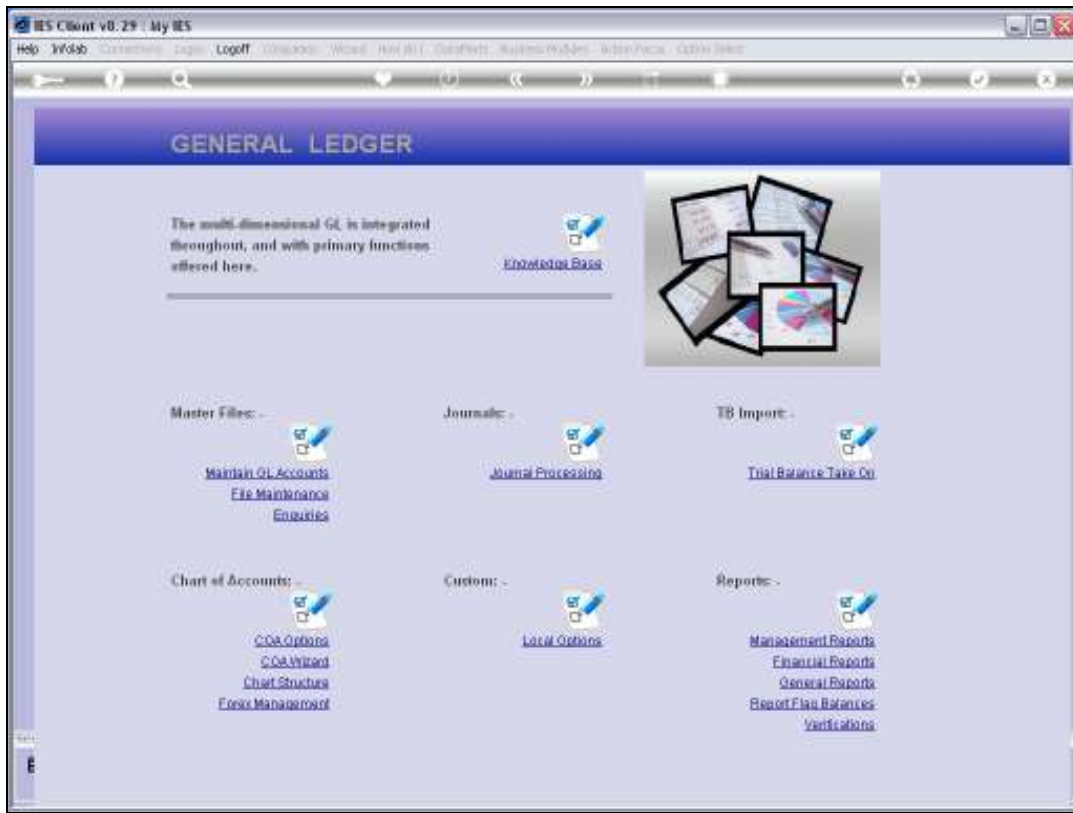 IES Client v8.29 : My IES
Help Infolab Logoff
GENERAL LEDGER
The multi-dimensional GL is integrated
throughout, and with primary functions
offered here.
Knowledge Base
Master Files: - Journals: - TB Import: -
Maintain GL Accounts Journal Processing Trial Balance Take On
File Maintenance
Enquiries
Chart of Accounts: - Custom: - Reports: -
COA Options Local Options Management Reports
COA Wizard Financial Reports
Chart Structure General Reports
Forex Management Report Flag Balances
Verifications